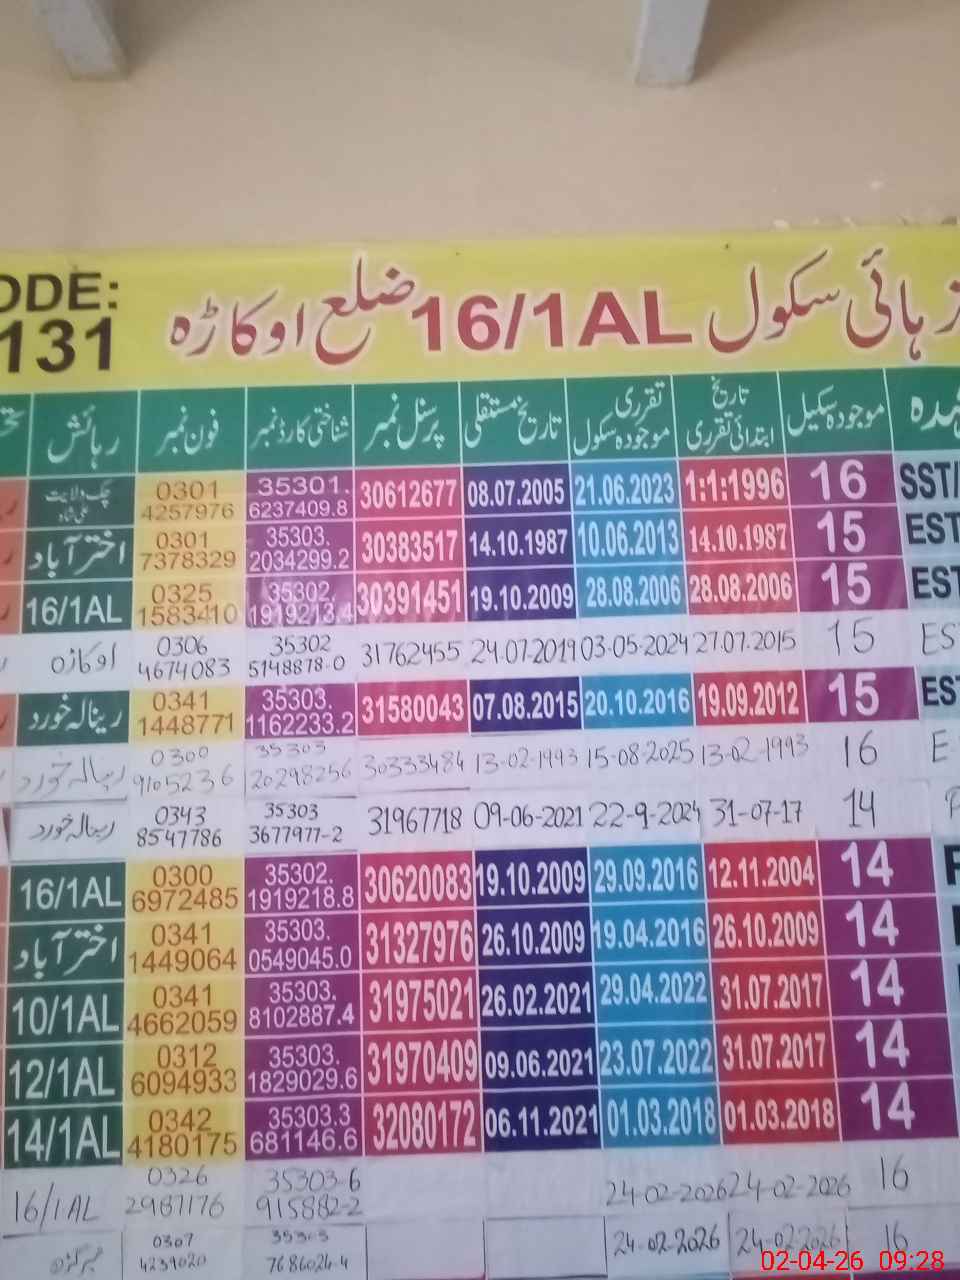 ODE:
131
ہائی سکول 16/1AL ضلع اوکاڑہ
موجودہ سکیل تاریخ ابتدائی تقرری تقرری موجودہ سکول تاریخ مستقلی پرسنل نمبر شناختی کارڈ نمبر فون نمبر رہائش
چک ولایت علی شاہ 0301 4257976 35301. 6237409.8 30612677 08.07.2005 21.06.2023 1:1:1996 16 SST/
اختر آباد 0301 7378329 35303. 2034299.2 30383517 14.10.1987 10.06.2013 14.10.1987 15 EST
16/1AL 0325 1583410 35302. 1919213.4 30391451 19.10.2009 28.08.2006 28.08.2006 15 EST
اوکاڑہ 0306 4674083 35302 5148878-0 31762455 24.07-2019 03-05-2024 27.07.2015 15 ES
رینالہ خورد 0341 1448771 35303. 1162233.2 31580043 07.08.2015 20.10.2016 19.09.2012 15 EST
رینالہ خورد 0300 9105236 35303 20298256 30333484 13-02-1993 15-08-2025 13-02-1993 16 E
رینالہ خورد 0343 8547786 35303 3677977-2 31967718 09-06-2021 22-9-2024 31-07-17 14
16/1AL 0300 6972485 35302. 1919218.8 30620083 19.10.2009 29.09.2016 12.11.2004 14
اختر آباد 0341 1449064 35303. 0549045.0 31327976 26.10.2009 19.04.2016 26.10.2009 14
10/1AL 0341 4662059 35303. 8102887.4 31975021 26.02.2021 29.04.2022 31.07.2017 14
12/1AL 0312 6094933 35303. 1829029.6 31970409 09.06.2021 23.07.2022 31.07.2017 14
14/1AL 0342 4180175 35303.3 681146.6 32080172 06.11.2021 01.03.2018 01.03.2018 14
16/1AL 0326 2987176 35303-6 915882-2 24-02-2026 24-02-2026 16
0307 4239020 35303 7686026-4 24-02-2026 24-02-2026 16
02-04-26 09:28